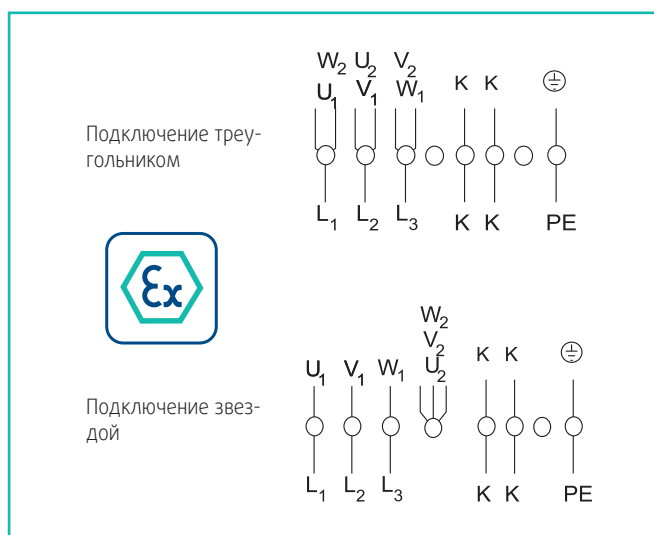 W₂ U₂ V₂
U₁ V₁ W₁ K K
Подключение треу-
гольником
L₁ L₂ L₃ K K PE
Ex
W₂
V₂
U₁ V₁ W₁ U₂ K K
Подключение звез-
дой
L₁ L₂ L₃ K K PE